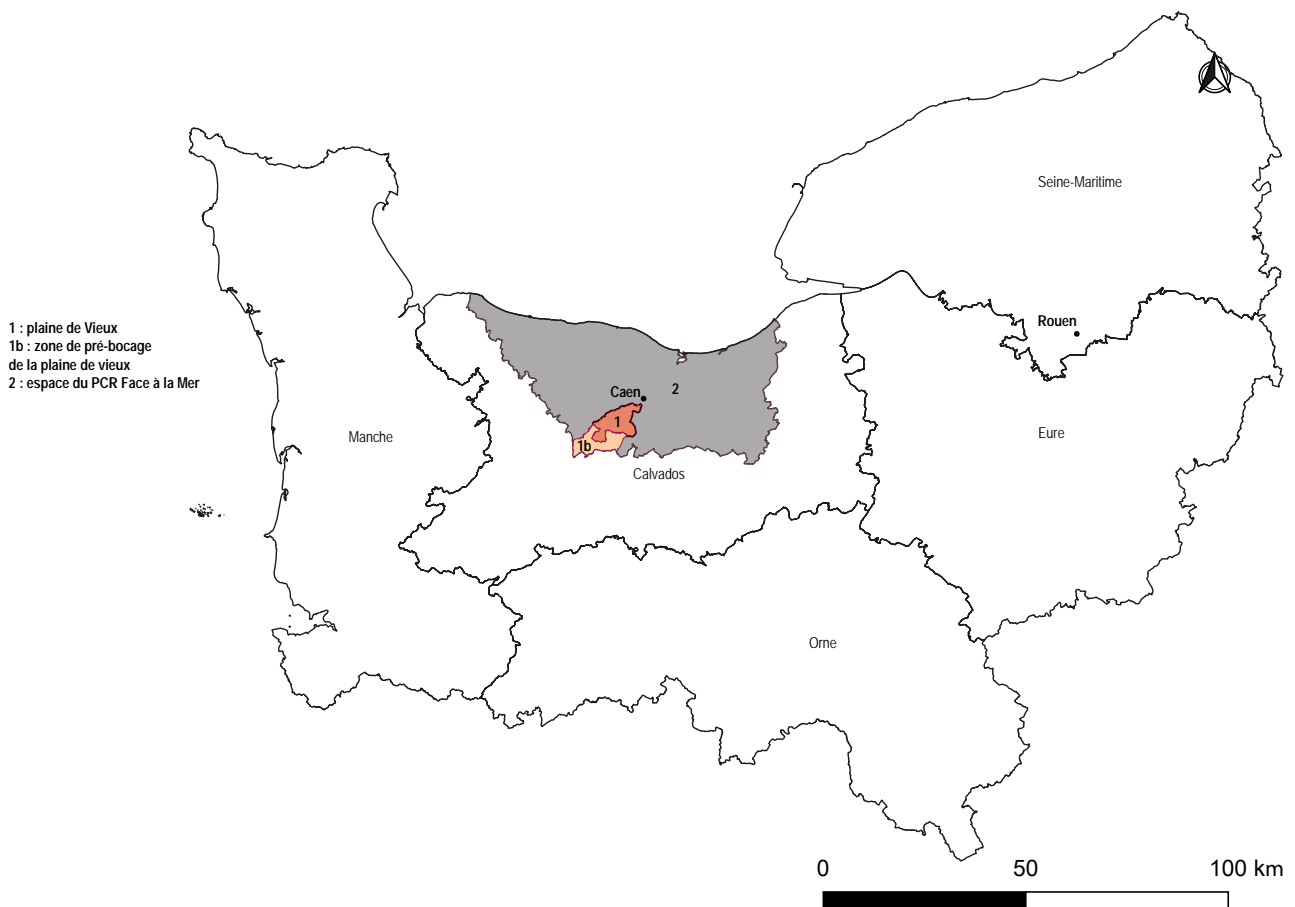 Seine-Maritime
1 : plaine de Vieux
1b : zone de pré-bocage
de la plaine de vieux
2 : espace du PCR Face à la Mer
Rouen
Caen
2
1
1b
Manche
Eure
Calvados
Orne
0 50 100 km